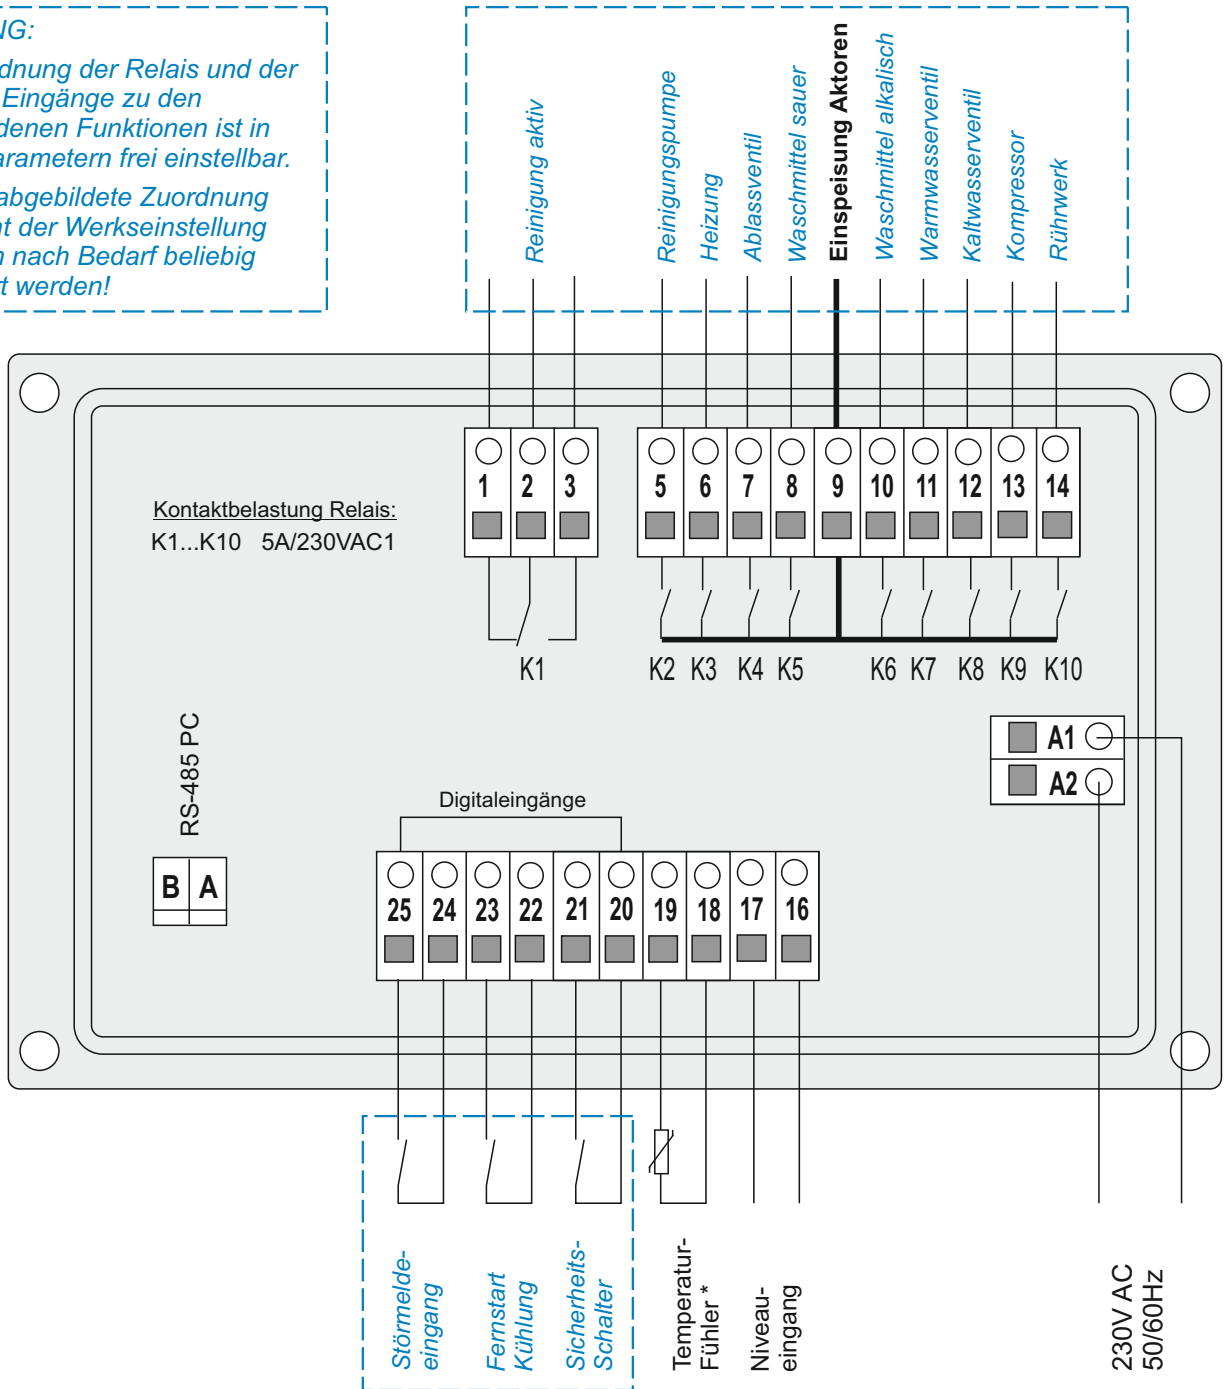 NG:
dnung der Relais und der
Eingänge zu den
denen Funktionen ist in
arametern frei einstellbar.
abgebildete Zuordnung
t der Werkseinstellung
n nach Bedarf beliebig
t werden!
Reinigung aktiv
Reinigungspumpe
Heizung
Ablassventil
Waschmittel sauer
Einspeisung Aktoren
Waschmittel alkalisch
Warmwasserventil
Kaltwasserventil
Kompressor
Rührwerk
1 2 3
5 6 7 8 9 10 11 12 13 14
Kontaktbelastung Relais:
K1...K10 5A/230VAC1
K1
K2 K3 K4 K5 K6 K7 K8 K9 K10
RS-485 PC
B A
A1
A2
Digitaleingänge
25 24 23 22 21 20 19 18 17 16
Störmelde-
eingang
Fernstart
Kühlung
Sicherheits-
Schalter
Temperatur-
Fühler *
Niveau-
eingang
230V AC
50/60Hz